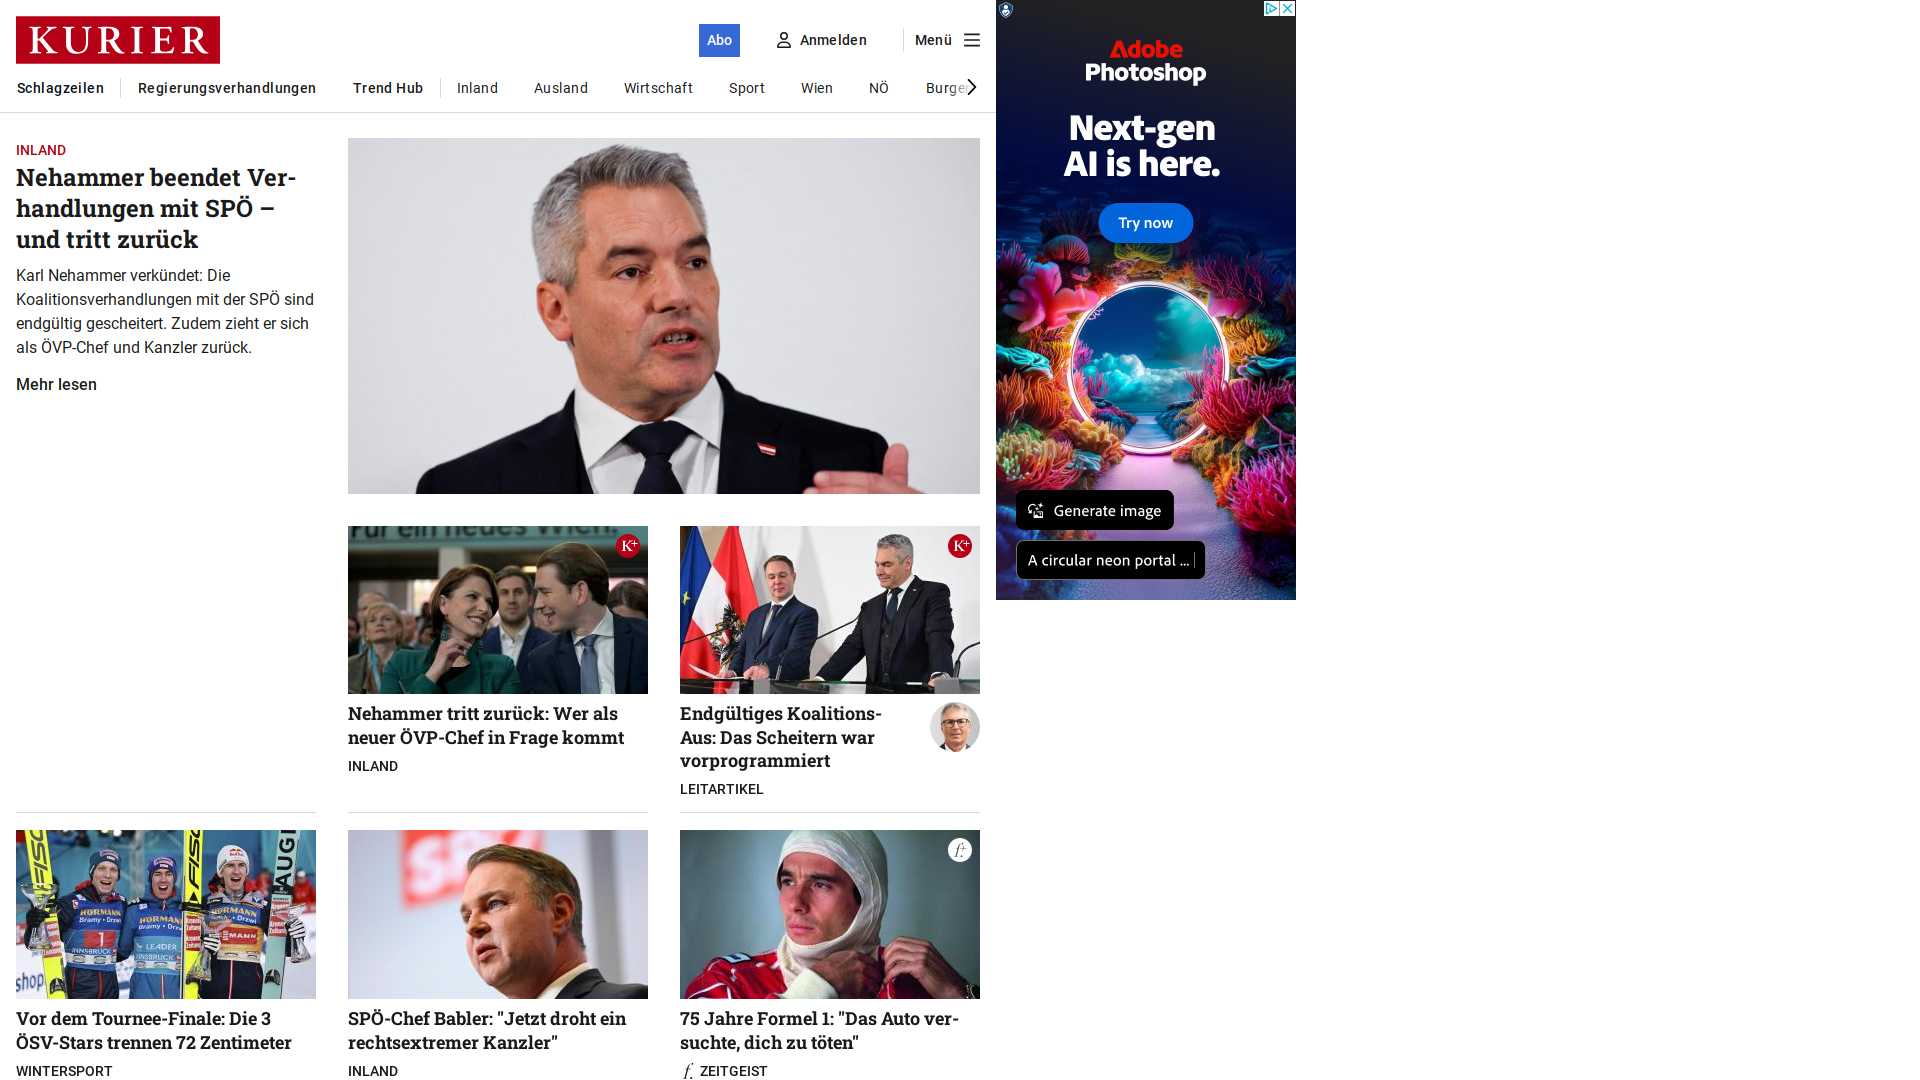 KURIER
Abo
Anmelden
Menü
Schlagzeilen
Regierungsverhandlungen
Trend Hub
Inland
Ausland
Wirtschaft
Sport
Wien
NÖ
INLAND
Nehammer beendet Ver-
handlungen mit SPÖ –
und tritt zurück
Karl Nehammer verkündet: Die
Koalitionsverhandlungen mit der SPÖ sind
endgültig gescheitert. Zudem zieht er sich
als ÖVP-Chef und Kanzler zurück.
Mehr lesen
K+
Nehammer tritt zurück: Wer als
neuer ÖVP-Chef in Frage kommt
INLAND
K+
Endgültiges Koalitions-
Aus: Das Scheitern war
vorprogrammiert
LEITARTIKEL
Vor dem Tournee-Finale: Die 3
ÖSV-Stars trennen 72 Zentimeter
WINTERSPORT
SPÖ-Chef Babler: "Jetzt droht ein
rechtsextremer Kanzler"
INLAND
f+
75 Jahre Formel 1: "Das Auto ver-
suchte, dich zu töten"
f. ZEITGEIST
Adobe
Photoshop
Next-gen
AI is here.
Try now
Generate image
A circular neon portal ...